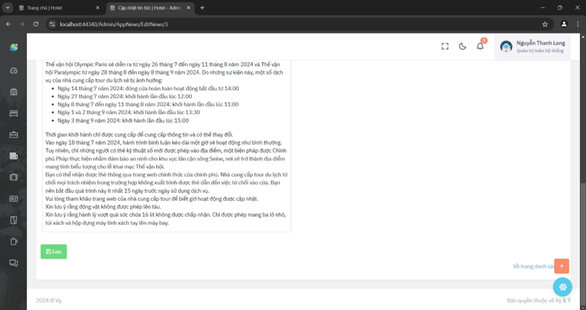 Trang chủ | Hotel
Cập nhật tin tức | Hotel - Admi
localhost:44340/Admin/AppNews/EditNews/3
Nguyễn Thanh Long
Quản trị toàn hệ thống
Thế vận hội Olympic Paris sẽ diễn ra từ ngày 26 tháng 7 đến ngày 11 tháng 8 năm 2024 và Thế vận
hội Paralympic từ ngày 28 tháng 8 đến ngày 8 tháng 9 năm 2024. Do những sự kiện này, một số dịch
vụ của nhà cung cấp tour du lịch sẽ bị ảnh hưởng:
• Ngày 14 tháng 7 năm 2024: đóng cửa hoàn toàn hoạt động bắt đầu từ 14:00
• Ngày 27 tháng 7 năm 2024: khởi hành lần đầu lúc 12:00
• Ngày 8 tháng 7 đến ngày 11 tháng 8 năm 2024: khởi hành lần đầu lúc 11:00
• Ngày 1 và 2 tháng 9 năm 2024: khởi hành lần đầu lúc 13:30
• Ngày 3 tháng 9 năm 2024: khởi hành lần đầu lúc 15:00
Thời gian khởi hành chỉ được cung cấp để cung cấp thông tin và có thể thay đổi.
Vào ngày 18 tháng 7 năm 2024, hành trình bình luận kéo dài một giờ sẽ hoạt động như bình thường.
Tuy nhiên, chỉ những người có thẻ kỹ thuật số mới được phép vào địa điểm, một biện pháp được Chính
phủ Pháp thực hiện nhằm đảm bảo an ninh cho khu vực lân cận sông Seine, nơi sẽ trở thành địa điểm
mang tính biểu tượng cho lễ khai mạc Thế vận hội.
Bạn có thể nhận được thẻ thông qua trang web chính thức của chính phủ. Nhà cung cấp tour du lịch từ
chối mọi trách nhiệm trong trường hợp không xuất trình được thẻ dẫn đến việc từ chối vào cửa. Bạn
nên bắt đầu quá trình này ít nhất 15 ngày trước ngày sử dụng dịch vụ.
Vui lòng tham khảo trang web của nhà cung cấp tour để biết giờ hoạt động được cập nhật.
Xin lưu ý rằng động vật không được phép lên tàu.
Xin lưu ý rằng hành lý vượt quá sức chứa 16 lít không được chấp nhận. Chỉ được phép mang ba lô nhỏ,
túi xách và hộp đựng máy tính xách tay lên máy bay.
Lưu
Về trang danh sác
2024 © Vy.
Bản quyền thuộc về Vy & T